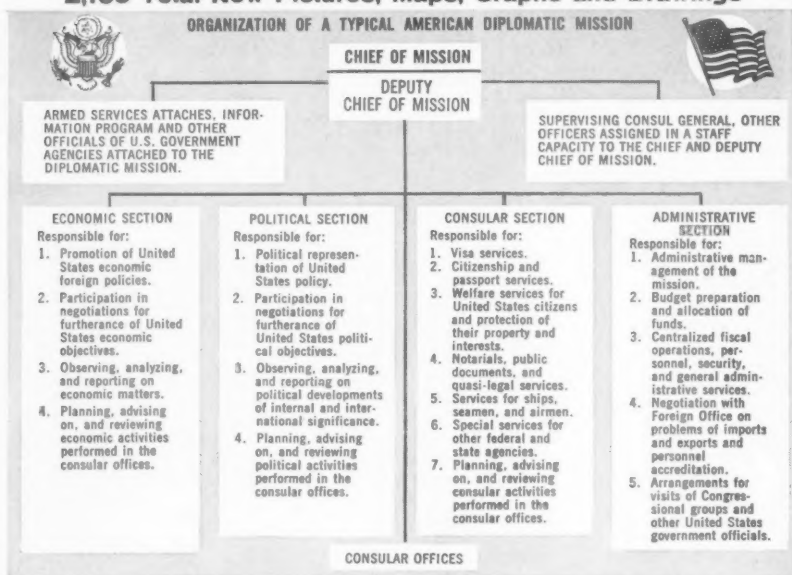 ORGANIZATION OF A TYPICAL AMERICAN DIPLOMATIC MISSION
CHIEF OF MISSION
DEPUTY
CHIEF OF MISSION
ARMED SERVICES ATTACHES, INFOR-
MATION PROGRAM AND OTHER
OFFICIALS OF U.S. GOVERNMENT
AGENCIES ATTACHED TO THE
DIPLOMATIC MISSION.
SUPERVISING CONSUL GENERAL, OTHER
OFFICERS ASSIGNED IN A STAFF
CAPACITY TO THE CHIEF AND DEPUTY
CHIEF OF MISSION.
ECONOMIC SECTION
Responsible for:
1. Promotion of United
States economic
foreign policies.
2. Participation in
negotiations for
furtherance of United
States economic
objectives.
3. Observing, analyzing,
and reporting on
economic matters.
4. Planning, advising
on, and reviewing
economic activities
performed in the
consular offices.
POLITICAL SECTION
Responsible for:
1. Political represen-
tation of United
States policy.
2. Participation in
negotiations for
furtherance of
United States politi-
cal objectives.
3. Observing, analyzing,
and reporting on
political developments
of internal and inter-
national significance.
4. Planning, advising
on, and reviewing
political activities
performed in the
consular offices.
CONSULAR SECTION
Responsible for:
1. Visa services.
2. Citizenship and
passport services.
3. Welfare services for
United States citizens
and protection of
their property and
interests.
4. Notarials, public
documents, and
quasi-legal services.
5. Services for ships,
seamen, and airmen.
6. Special services for
other federal and
state agencies.
7. Planning, advising
on, and reviewing
consular activities
performed in the
consular offices.
ADMINISTRATIVE
SECTION
Responsible for:
1. Administrative man-
agement of the
mission.
2. Budget preparation
and allocation of
funds.
3. Centralized fiscal
operations, per-
sonnel, security,
and general admin-
istrative services.
4. Negotiation with
Foreign Office on
problems of imports
and exports and
personnel
accreditation.
5. Arrangements for
visits of Congres-
sional groups and
other United States
government officials.
CONSULAR OFFICES